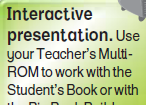 Interactive
presentation. Use
your Teacher's Multi-
ROM to work with the
Student's Book or with